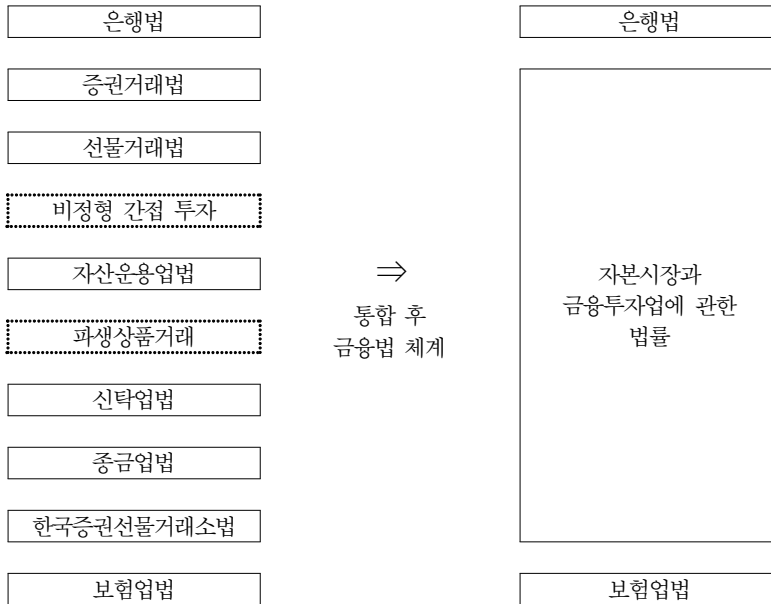 은행법
증권거래법
선물거래법
비정형 간접 투자
자산운용업법
파생상품거래
신탁업법
종금업법
한국증권선물거래소법
보험업법
⇒
통합 후
금융법 체계
은행법
자본시장과
금융투자업에 관한
법률
보험업법